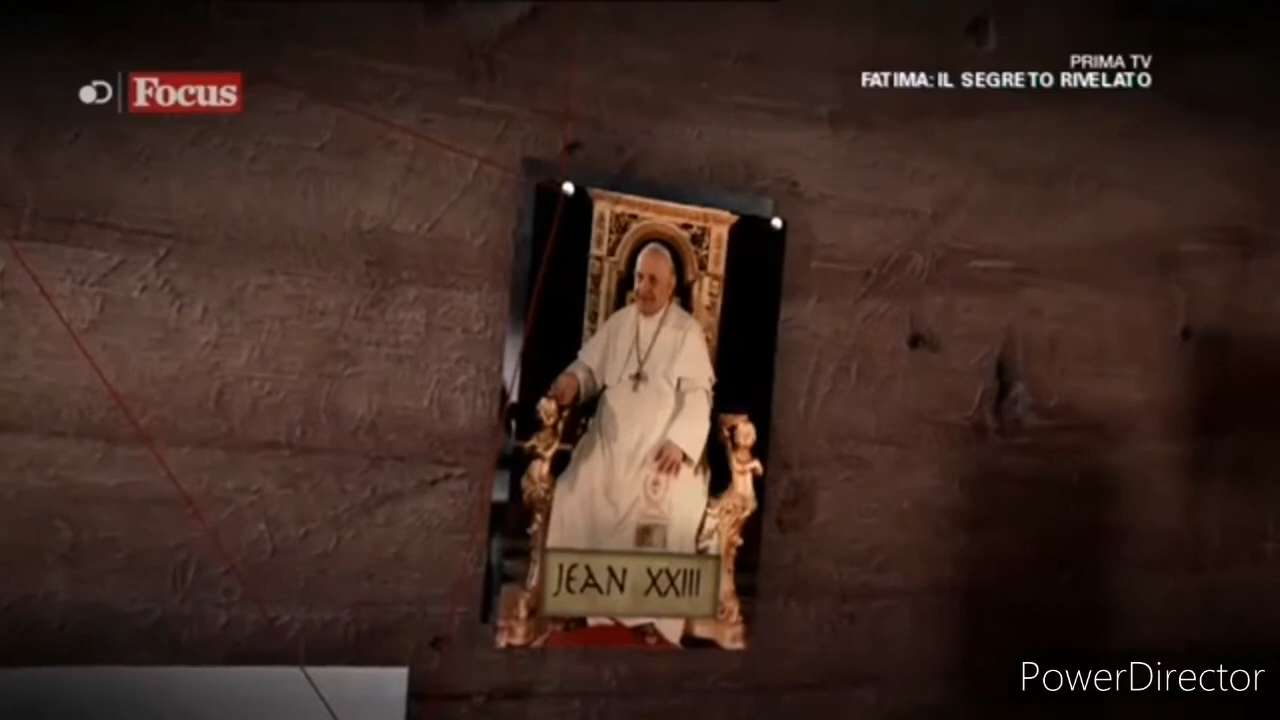 Focus
PRIMA TV
FATIMA: IL SEGRETO RIVELATO
JEAN XXIII
PowerDirector